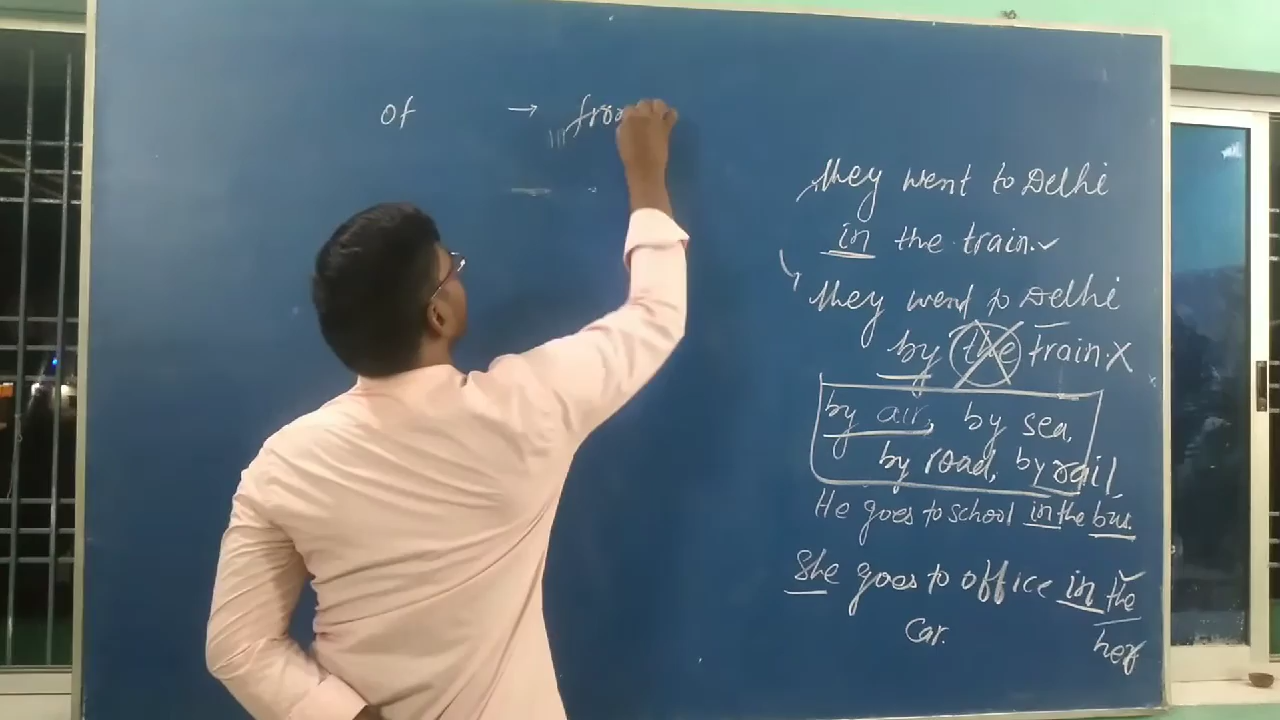 of → fro
they went to Delhi
in the train.✓
they went to Delhi
by the train. X
by air, by sea,
by road, by rail,
He goes to school in the bus.
She goes to office in the
her
Car.